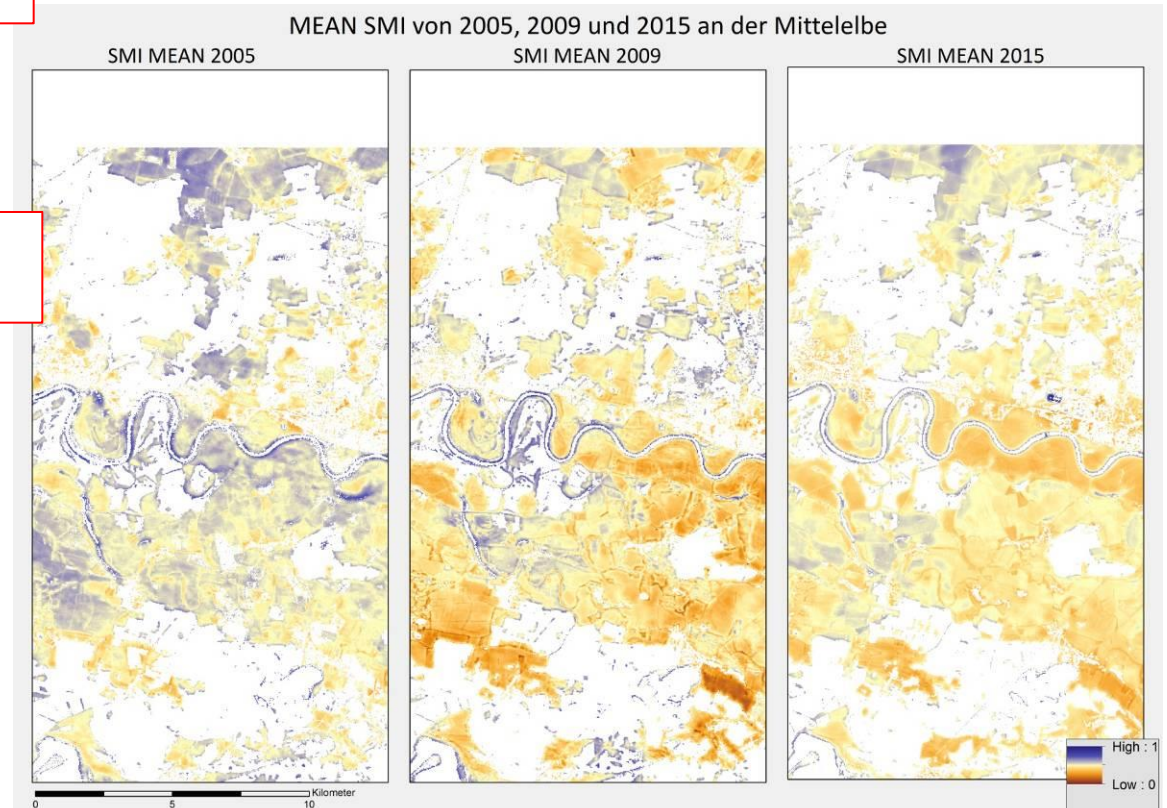 MEAN SMI von 2005, 2009 und 2015 an der Mittelelbe
SMI MEAN 2005
SMI MEAN 2009
SMI MEAN 2015
High : 1
Low : 0
Kilometer
0 5 10